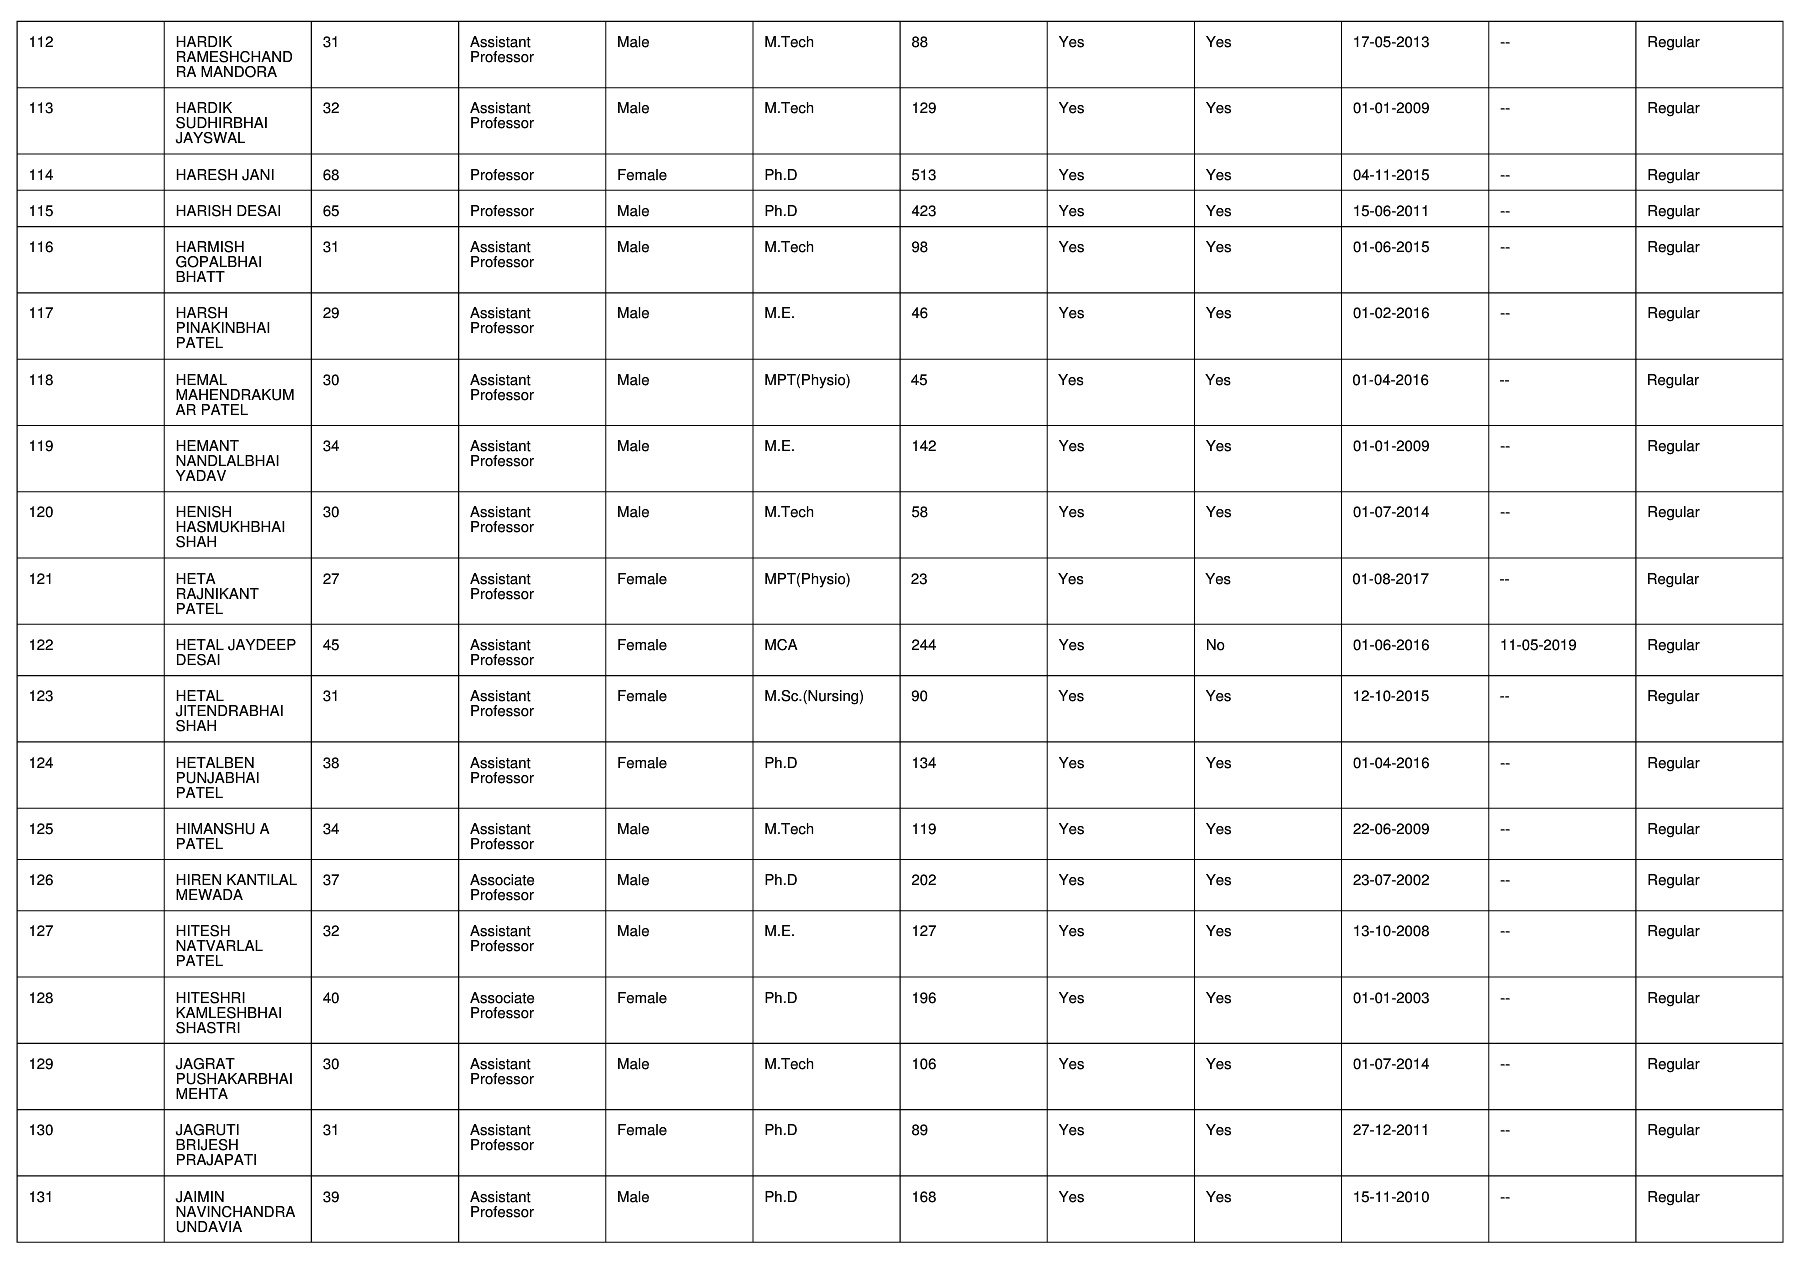 112 HARDIK 31 Assistant Male M.Tech 88 Yes Yes 17-05-2013 -- Regular
RAMESHCHAND Professor
RA MANDORA
113 HARDIK 32 Assistant Male M.Tech 129 Yes Yes 01-01-2009 -- Regular
SUDHIRBHAI Professor
JAYSWAL
114 HARESH JANI 68 Professor Female Ph.D 513 Yes Yes 04-11-2015 -- Regular
115 HARISH DESAI 65 Professor Male Ph.D 423 Yes Yes 15-06-2011 -- Regular
116 HARMISH 31 Assistant Male M.Tech 98 Yes Yes 01-06-2015 -- Regular
GOPALBHAI Professor
BHATT
117 HARSH 29 Assistant Male M.E. 46 Yes Yes 01-02-2016 -- Regular
PINAKINBHAI Professor
PATEL
118 HEMAL 30 Assistant Male MPT(Physio) 45 Yes Yes 01-04-2016 -- Regular
MAHENDRAKUM Professor
AR PATEL
119 HEMANT 34 Assistant Male M.E. 142 Yes Yes 01-01-2009 -- Regular
NANDLALBHAI Professor
YADAV
120 HENISH 30 Assistant Male M.Tech 58 Yes Yes 01-07-2014 -- Regular
HASMUKHBHAI Professor
SHAH
121 HETA 27 Assistant Female MPT(Physio) 23 Yes Yes 01-08-2017 -- Regular
RAJNIKANT Professor
PATEL
122 HETAL JAYDEEP 45 Assistant Female MCA 244 Yes No 01-06-2016 11-05-2019 Regular
DESAI Professor
123 HETAL 31 Assistant Female M.Sc.(Nursing) 90 Yes Yes 12-10-2015 -- Regular
JITENDRABHAI Professor
SHAH
124 HETALBEN 38 Assistant Female Ph.D 134 Yes Yes 01-04-2016 -- Regular
PUNJABHAI Professor
PATEL
125 HIMANSHU A 34 Assistant Male M.Tech 119 Yes Yes 22-06-2009 -- Regular
PATEL Professor
126 HIREN KANTILAL 37 Associate Male Ph.D 202 Yes Yes 23-07-2002 -- Regular
MEWADA Professor
127 HITESH 32 Assistant Male M.E. 127 Yes Yes 13-10-2008 -- Regular
NATVARLAL Professor
PATEL
128 HITESHRI 40 Associate Female Ph.D 196 Yes Yes 01-01-2003 -- Regular
KAMLESHBHAI Professor
SHASTRI
129 JAGRAT 30 Assistant Male M.Tech 106 Yes Yes 01-07-2014 -- Regular
PUSHAKARBHAI Professor
MEHTA
130 JAGRUTI 31 Assistant Female Ph.D 89 Yes Yes 27-12-2011 -- Regular
BRIJESH Professor
PRAJAPATI
131 JAIMIN 39 Assistant Male Ph.D 168 Yes Yes 15-11-2010 -- Regular
NAVINCHANDRA Professor
UNDAVIA